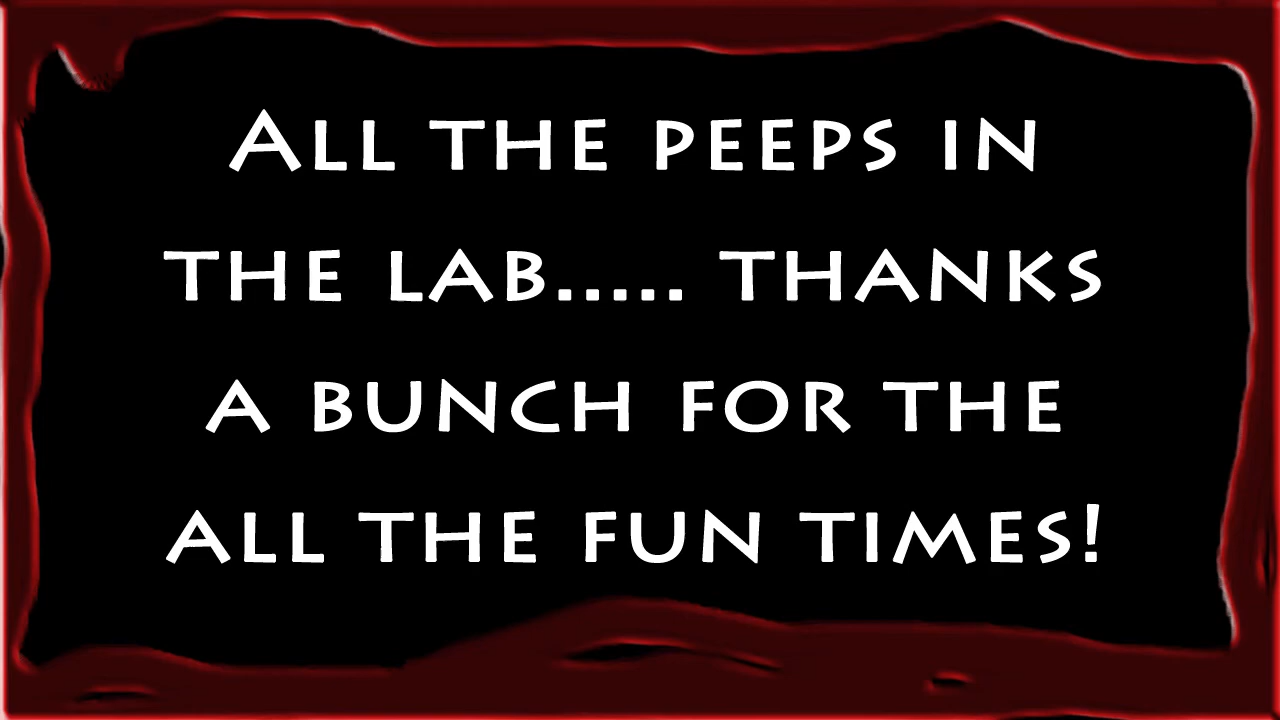 All the peeps in
the lab..... thanks
a bunch for the
all the fun times!